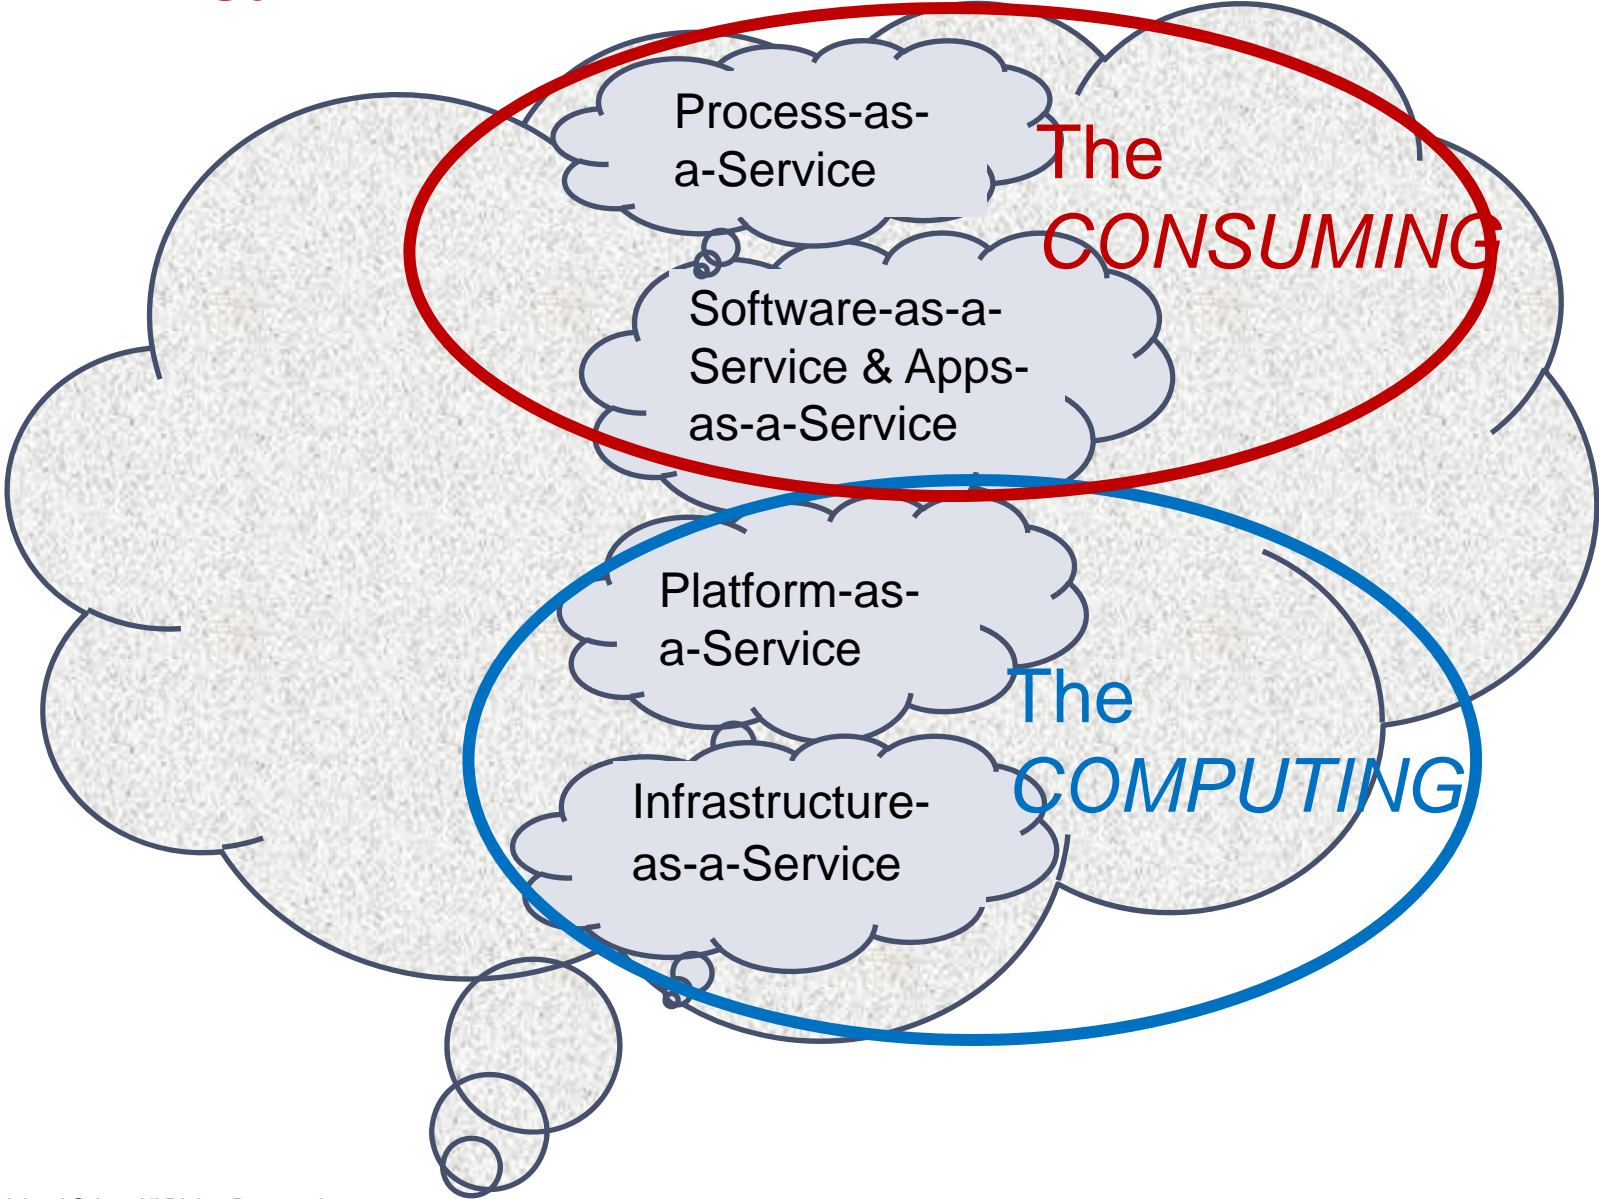 Process-as-
a-Service
The
CONSUMING
Software-as-a-
Service & Apps-
as-a-Service
Platform-as-
a-Service
The
COMPUTING
Infrastructure-
as-a-Service